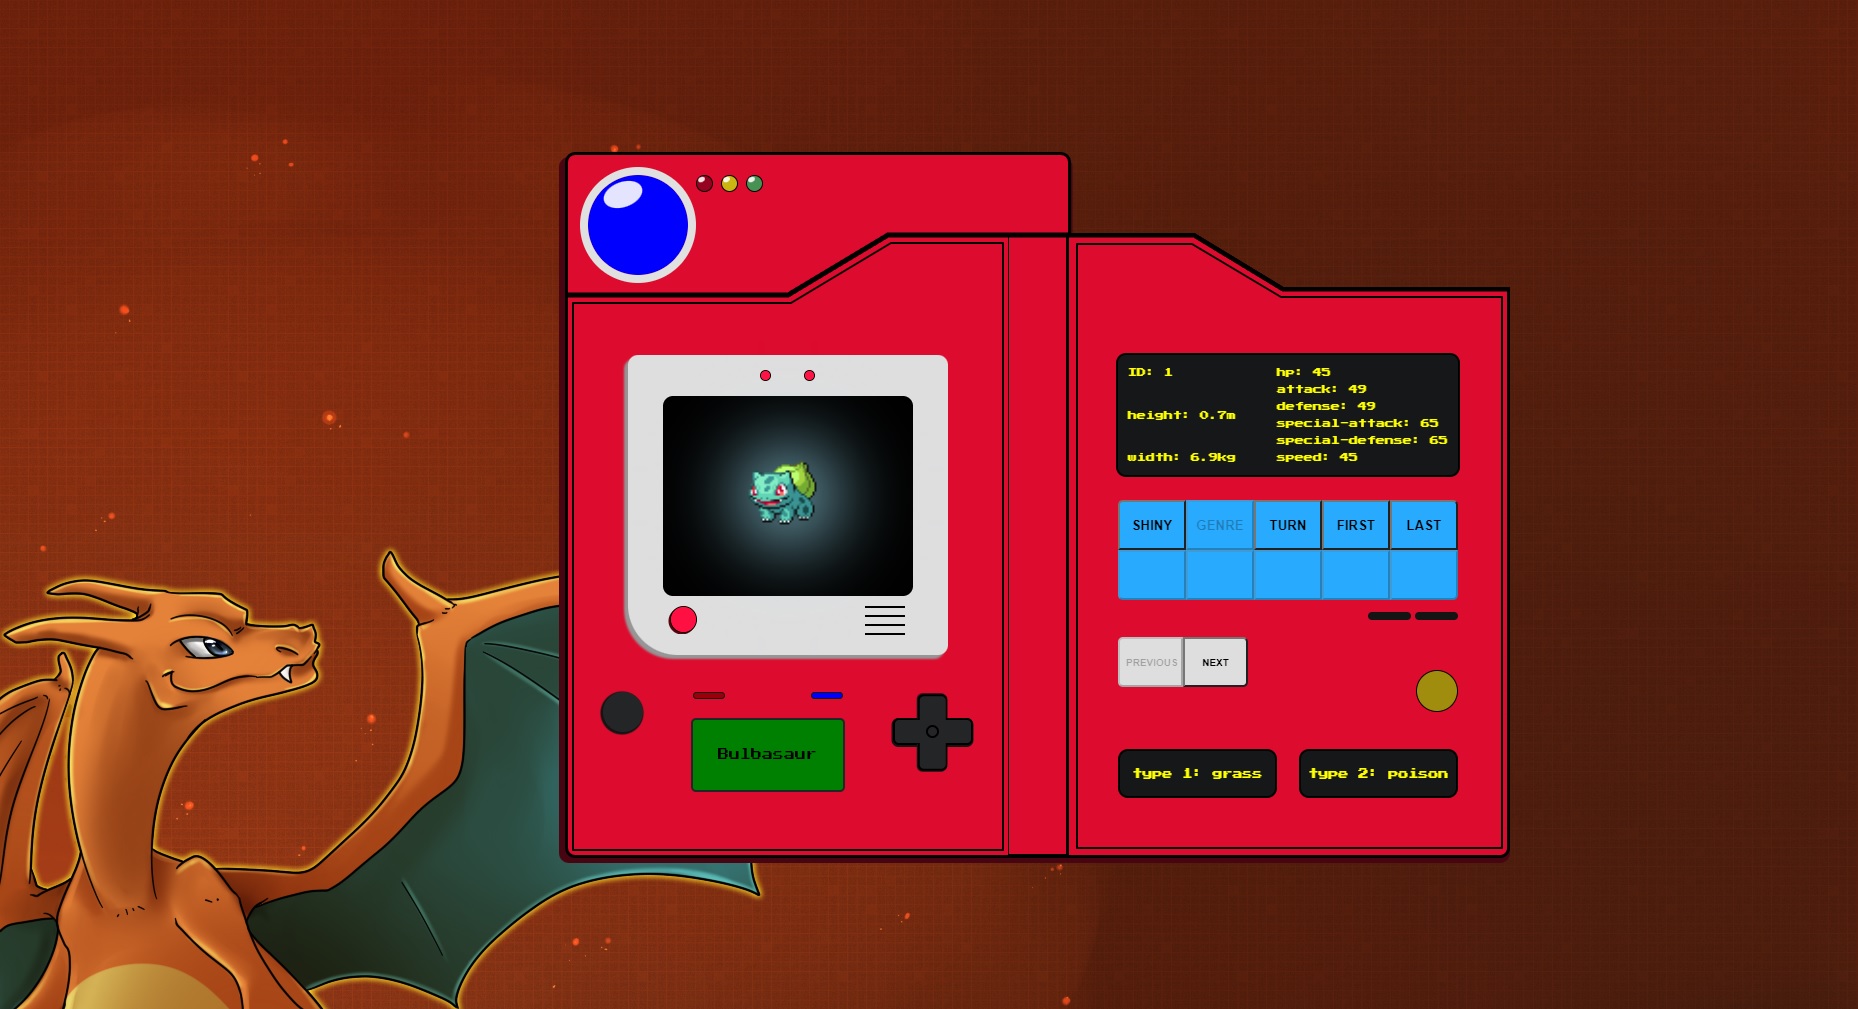 ID: 1
height: 0.7m
width: 6.9kg
hp: 45
attack: 49
defense: 49
special-attack: 65
special-defense: 65
speed: 45
SHINY GENRE TURN FIRST LAST
PREVIOUS NEXT
Bulbasaur
type 1: grass
type 2: poison